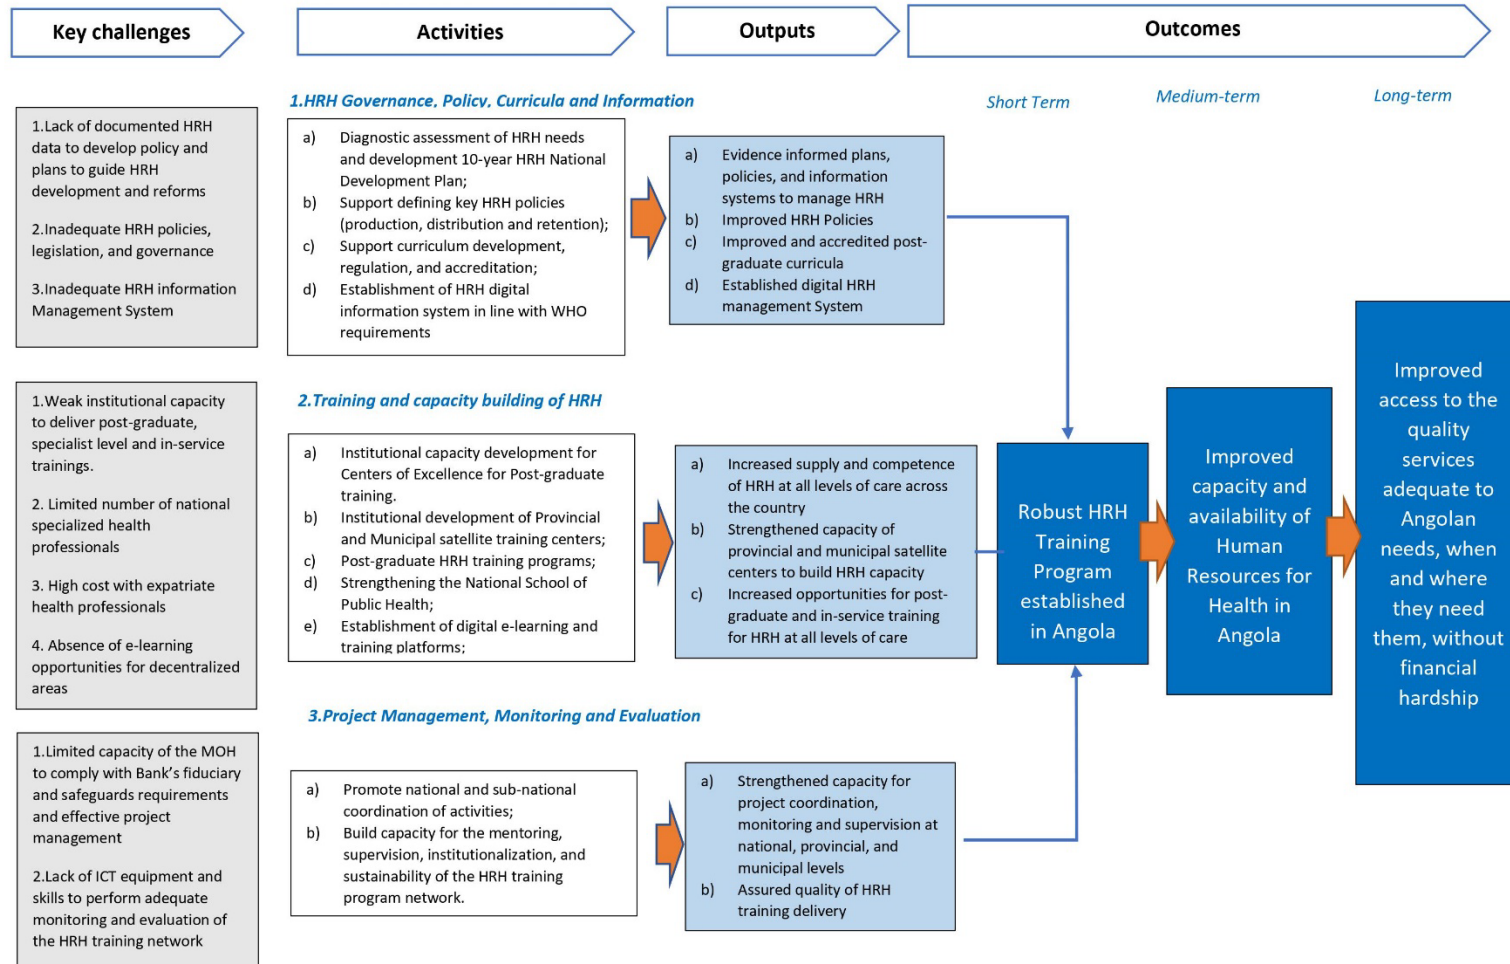 Key challenges
Activities
Outputs
Outcomes
1.HRH Governance, Policy, Curricula and Information
Short Term
Medium-term
Long-term
1.Lack of documented HRH
data to develop policy and
plans to guide HRH
development and reforms
2.Inadequate HRH policies,
legislation, and governance
3.Inadequate HRH information
Management System
a) Diagnostic assessment of HRH needs
and development 10-year HRH National
Development Plan;
b) Support defining key HRH policies
(production, distribution and retention);
c) Support curriculum development,
regulation, and accreditation;
d) Establishment of HRH digital
information system in line with WHO
requirements
a) Evidence informed plans,
policies, and information
systems to manage HRH
b) Improved HRH Policies
c) Improved and accredited post-
graduate curricula
d) Established digital HRH
management System
1.Weak institutional capacity
to deliver post-graduate,
specialist level and in-service
trainings.
2. Limited number of national
specialized health
professionals
3. High cost with expatriate
health professionals
4. Absence of e-learning
opportunities for decentralized
areas
2.Training and capacity building of HRH
a) Institutional capacity development for
Centers of Excellence for Post-graduate
training.
b) Institutional development of Provincial
and Municipal satellite training centers;
c) Post-graduate HRH training programs;
d) Strengthening the National School of
Public Health;
e) Establishment of digital e-learning and
training platforms;
a) Increased supply and competence
of HRH at all levels of care across
the country
b) Strengthened capacity of
provincial and municipal satellite
centers to build HRH capacity
c) Increased opportunities for post-
graduate and in-service training
for HRH at all levels of care
Robust HRH
Training
Program
established
in Angola
Improved
capacity and
availability of
Human
Resources for
Health in
Angola
Improved
access to the
quality
services
adequate to
Angolan
needs, when
and where
they need
them, without
financial
hardship
3.Project Management, Monitoring and Evaluation
1.Limited capacity of the MOH
to comply with Bank's fiduciary
and safeguards requirements
and effective project
management
2.Lack of ICT equipment and
skills to perform adequate
monitoring and evaluation of
the HRH training network
a) Promote national and sub-national
coordination of activities;
b) Build capacity for the mentoring,
supervision, institutionalization, and
sustainability of the HRH training
program network.
a) Strengthened capacity for
project coordination,
monitoring and supervision at
national, provincial, and
municipal levels
b) Assured quality of HRH
training delivery